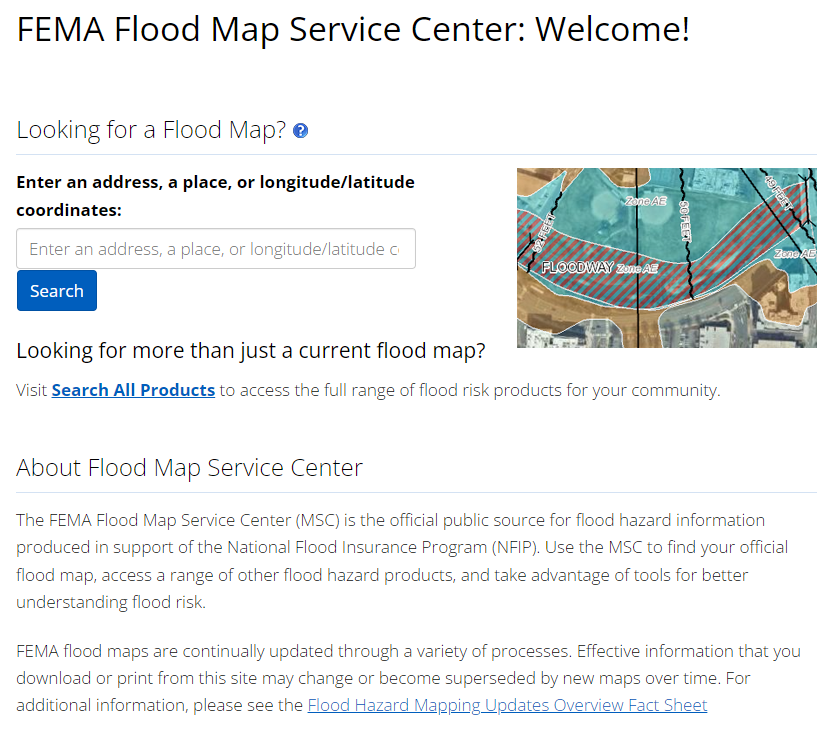 FEMA Flood Map Service Center: Welcome!
Looking for a Flood Map? ?
Enter an address, a place, or longitude/latitude
coordinates:
Enter an address, a place, or longitude/latitude c
Search
Zone AE
52 FEET
50 FEET
49 FEET
Zone AE
FLOODWAY Zone AE
Looking for more than just a current flood map?
Visit Search All Products to access the full range of flood risk products for your community.
About Flood Map Service Center
The FEMA Flood Map Service Center (MSC) is the official public source for flood hazard information
produced in support of the National Flood Insurance Program (NFIP). Use the MSC to find your official
flood map, access a range of other flood hazard products, and take advantage of tools for better
understanding flood risk.
FEMA flood maps are continually updated through a variety of processes. Effective information that you
download or print from this site may change or become superseded by new maps over time. For
additional information, please see the Flood Hazard Mapping Updates Overview Fact Sheet